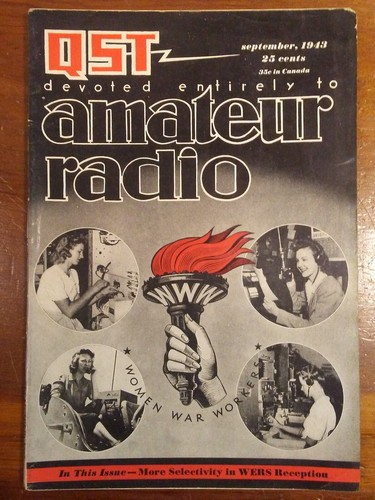 QST
september, 1943
25 cents
35c in Canada
devoted entirely to
amateur
radio
WWW
★ WOMEN WAR WORKERS ★
In This Issue—More Selectivity in WERS Reception